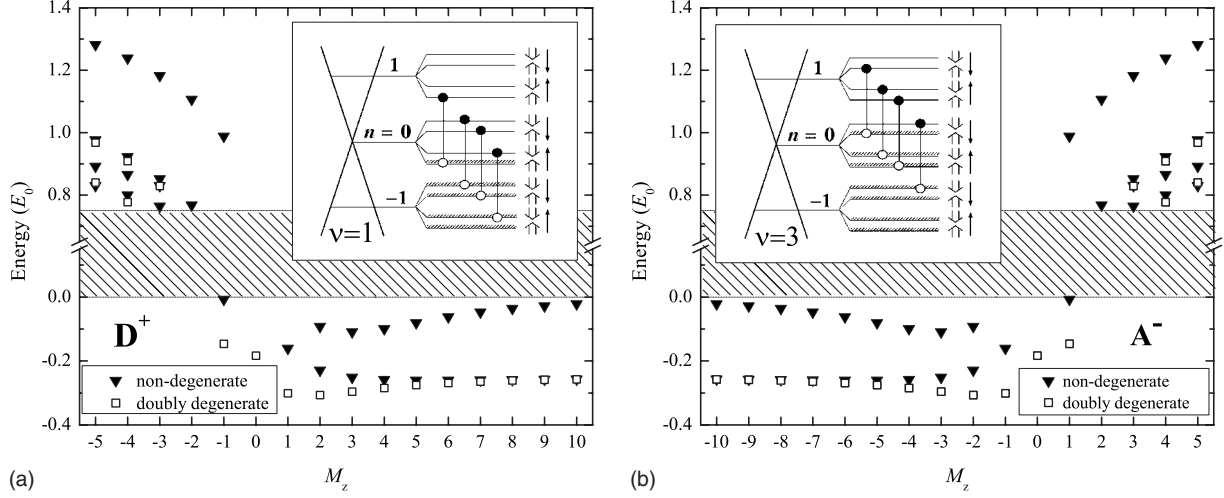 1.4
1.2
1.0
0.8
0.0
-0.2
-0.4
Energy (E0)
1
n = 0
−1
ν=1
D+
non-degenerate
doubly degenerate
-5 -4 -3 -2 -1 0 1 2 3 4 5 6 7 8 9 10
Mz
(a)
1.4
1.2
1.0
0.8
0.0
-0.2
-0.4
Energy (E0)
1
n = 0
−1
ν=3
A-
non-degenerate
doubly degenerate
-10 -9 -8 -7 -6 -5 -4 -3 -2 -1 0 1 2 3 4 5
Mz
(b)